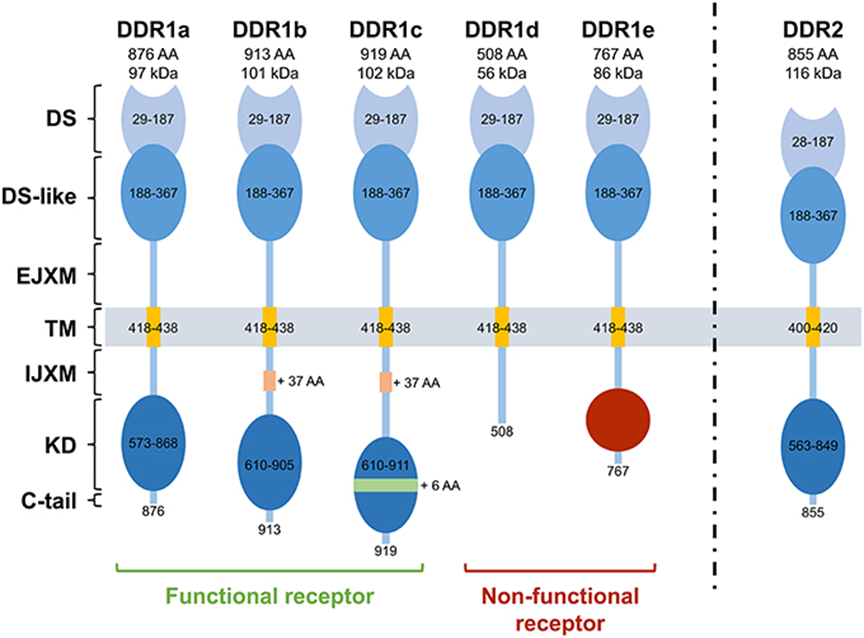 DDR1a DDR1b DDR1c DDR1d DDR1e DDR2
876 AA 913 AA 919 AA 508 AA 767 AA 855 AA
97 kDa 101 kDa 102 kDa 56 kDa 86 kDa 116 kDa
DS 29-187 29-187 29-187 29-187 29-187 28-187
DS-like 188-367 188-367 188-367 188-367 188-367 188-367
EJXM
TM 418-438 418-438 418-438 418-438 418-438 400-420
IJXM + 37 AA + 37 AA
KD 573-868 610-905 610-911 508 563-849
+ 6 AA
767
C-tail 876 913 919 855
Functional receptor
Non-functional
receptor